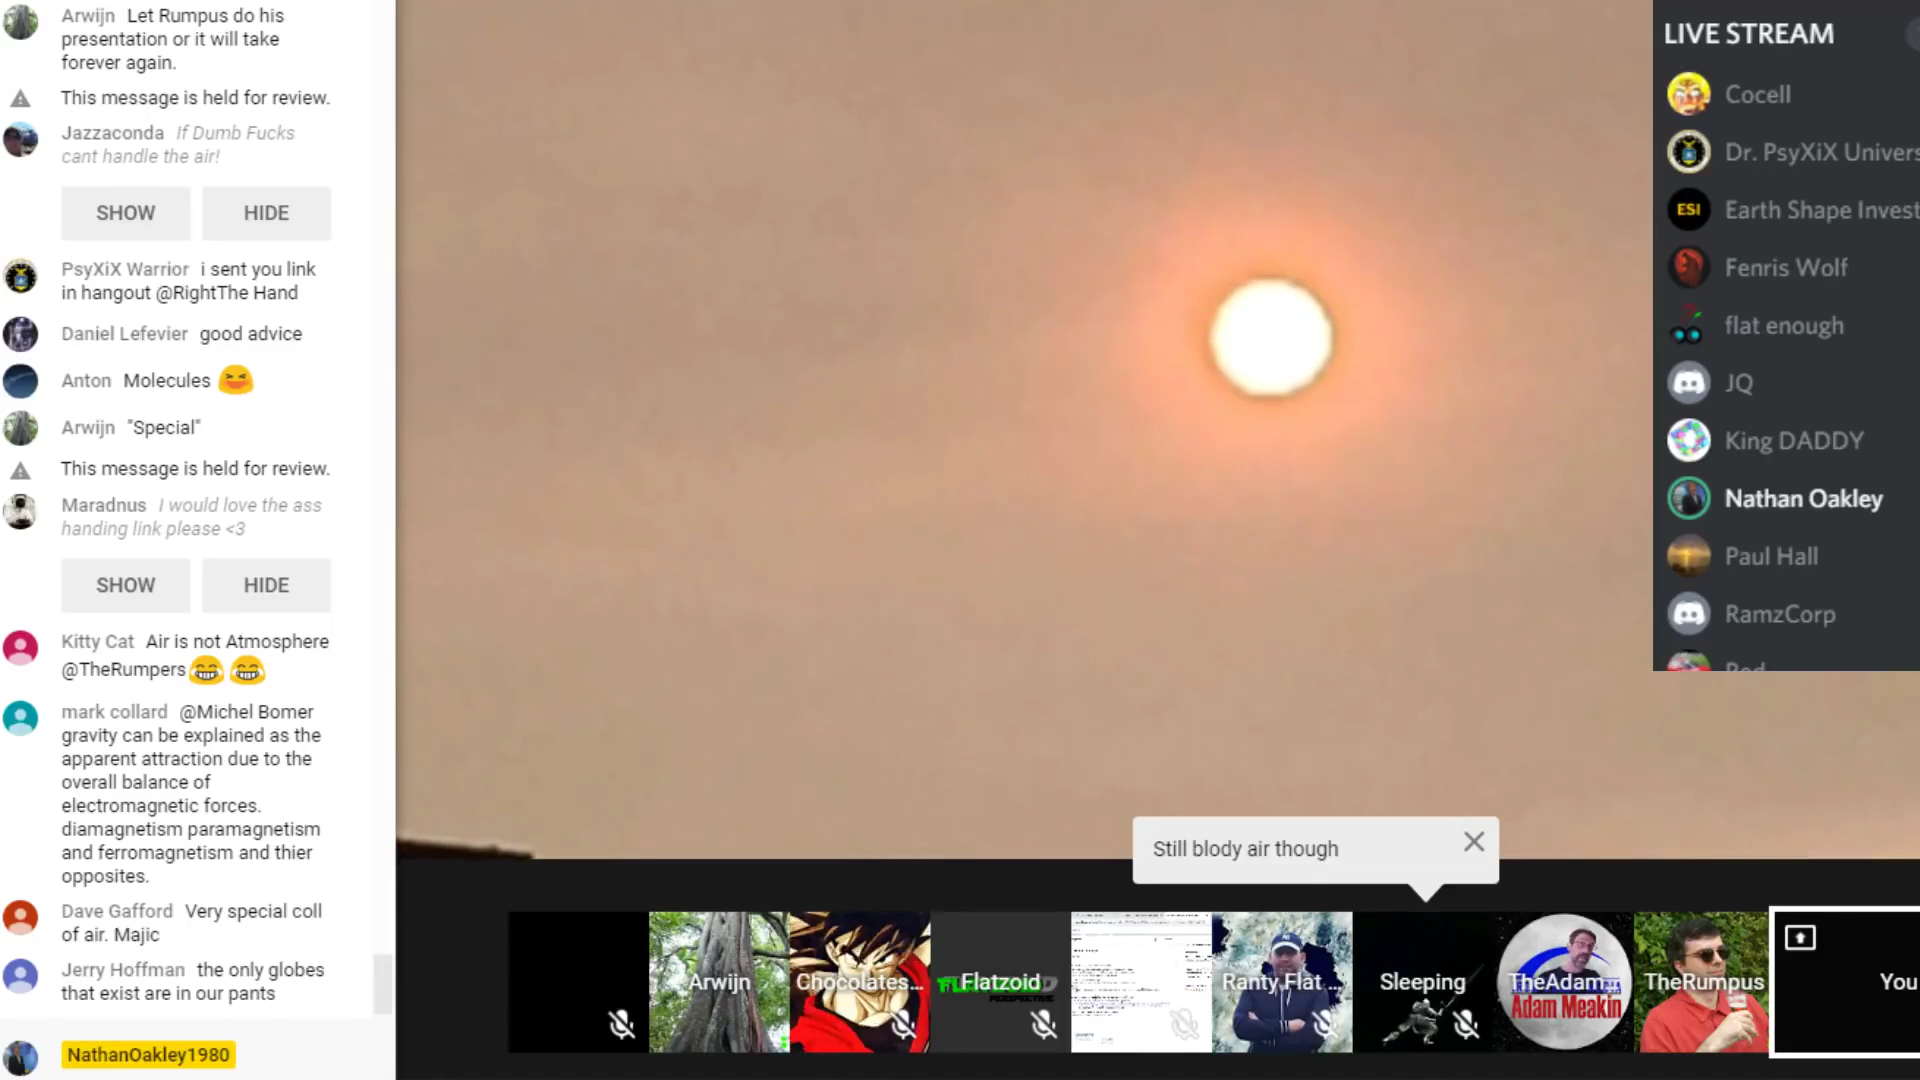 Arwijn Let Rumpus do his
presentation or it will take
forever again.
This message is held for review.
Jazzaconda If Dumb Fucks
cant handle the air!
SHOW HIDE
PsyXiX Warrior i sent you link
in hangout @RightThe Hand
Daniel Lefevier good advice
Anton Molecules
Arwijn "Special"
This message is held for review.
Maradnus I would love the ass
handing link please <3
SHOW HIDE
Kitty Cat Air is not Atmosphere
@TheRumpers
mark collard @Michel Bomer
gravity can be explained as the
apparent attraction due to the
overall balance of
electromagnetic forces.
diamagnetism paramagnetism
and ferromagnetism and thier
opposites.
Dave Gafford Very special coll
of air. Majic
Jerry Hoffman the only globes
that exist are in our pants
NathanOakley1980
LIVE STREAM
Cocell
Dr. PsyXiX Univers
ESI
Earth Shape Invest
Fenris Wolf
flat enough
JQ
King DADDY
Nathan Oakley
Paul Hall
RamzCorp
Red
Still blody air though
Arwijn
Chocolates...
Flatzoid
PERSPECTIVE
Ranty Flat ...
Sleeping
TheAdam
Adam Meakin
TheRumpus
You